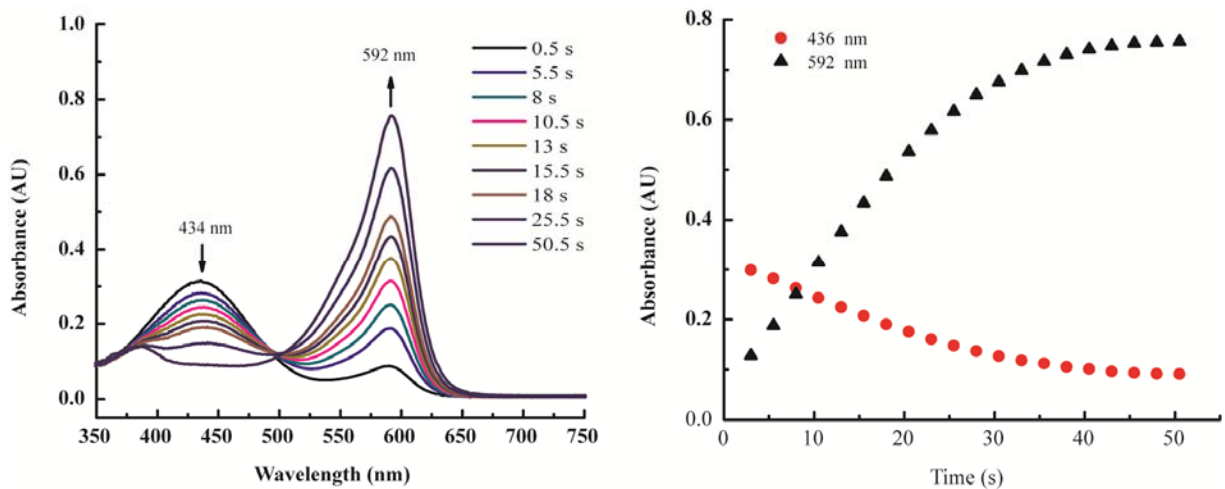 1.0
0.8
0.6
0.4
0.2
0.0
Absorbance (AU)
434 nm
592 nm
0.5 s
5.5 s
8 s
10.5 s
13 s
15.5 s
18 s
25.5 s
50.5 s
350 400 450 500 550 600 650 700 750
Wavelength (nm)
0.8
0.6
0.4
0.2
0.0
Absorbance (AU)
436 nm
592 nm
0 10 20 30 40 50
Time (s)